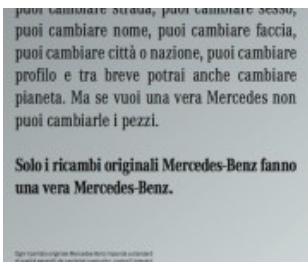 puoi cambiare strada, puoi cambiare sesso,
puoi cambiare nome, puoi cambiare faccia,
puoi cambiare città o nazione, puoi cambiare
profilo e tra breve potrai anche cambiare
pianeta. Ma se vuoi una vera Mercedes non
puoi cambiarle i pezzi.
Solo i ricambi originali Mercedes-Benz fanno
una vera Mercedes-Benz.